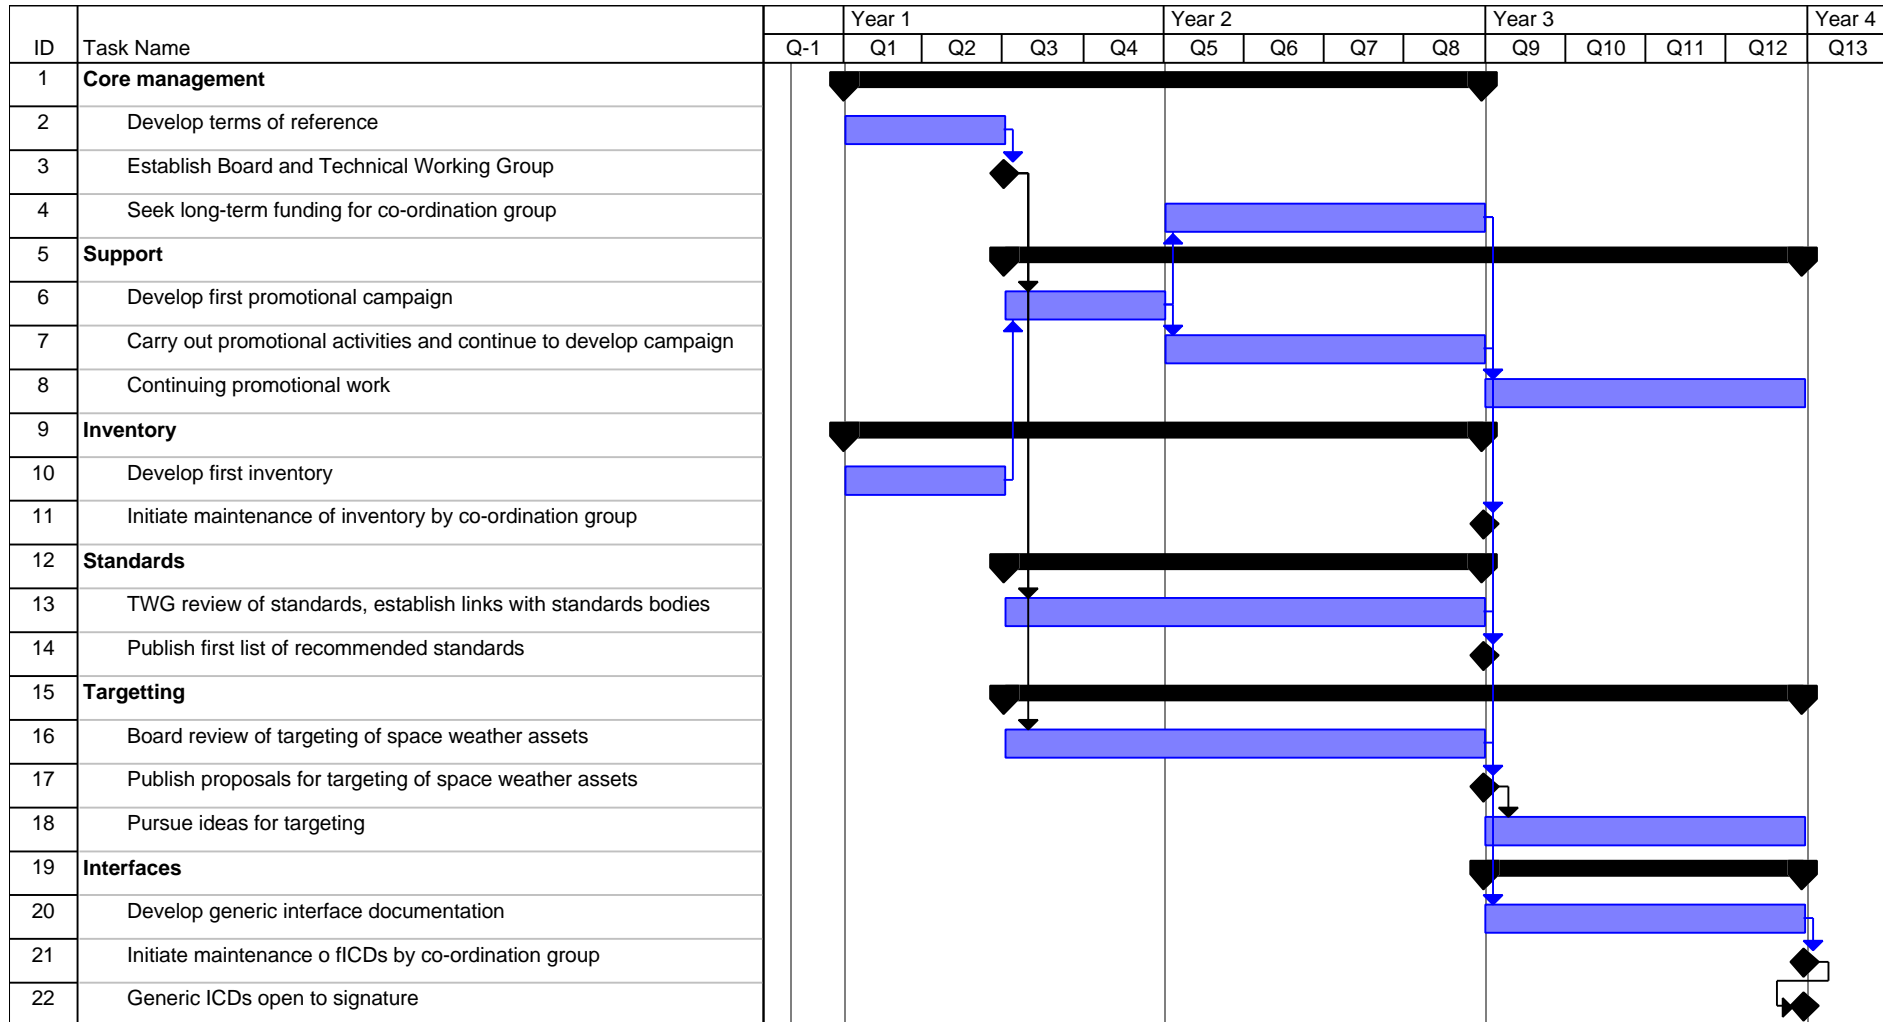 Year 1 Year 2 Year 3 Year 4
ID Task Name Q-1 Q1 Q2 Q3 Q4 Q5 Q6 Q7 Q8 Q9 Q10 Q11 Q12 Q13
1 Core management
2 Develop terms of reference
3 Establish Board and Technical Working Group
4 Seek long-term funding for co-ordination group
5 Support
6 Develop first promotional campaign
7 Carry out promotional activities and continue to develop campaign
8 Continuing promotional work
9 Inventory
10 Develop first inventory
11 Initiate maintenance of inventory by co-ordination group
12 Standards
13 TWG review of standards, establish links with standards bodies
14 Publish first list of recommended standards
15 Targetting
16 Board review of targeting of space weather assets
17 Publish proposals for targeting of space weather assets
18 Pursue ideas for targeting
19 Interfaces
20 Develop generic interface documentation
21 Initiate maintenance o fICDs by co-ordination group
22 Generic ICDs open to signature